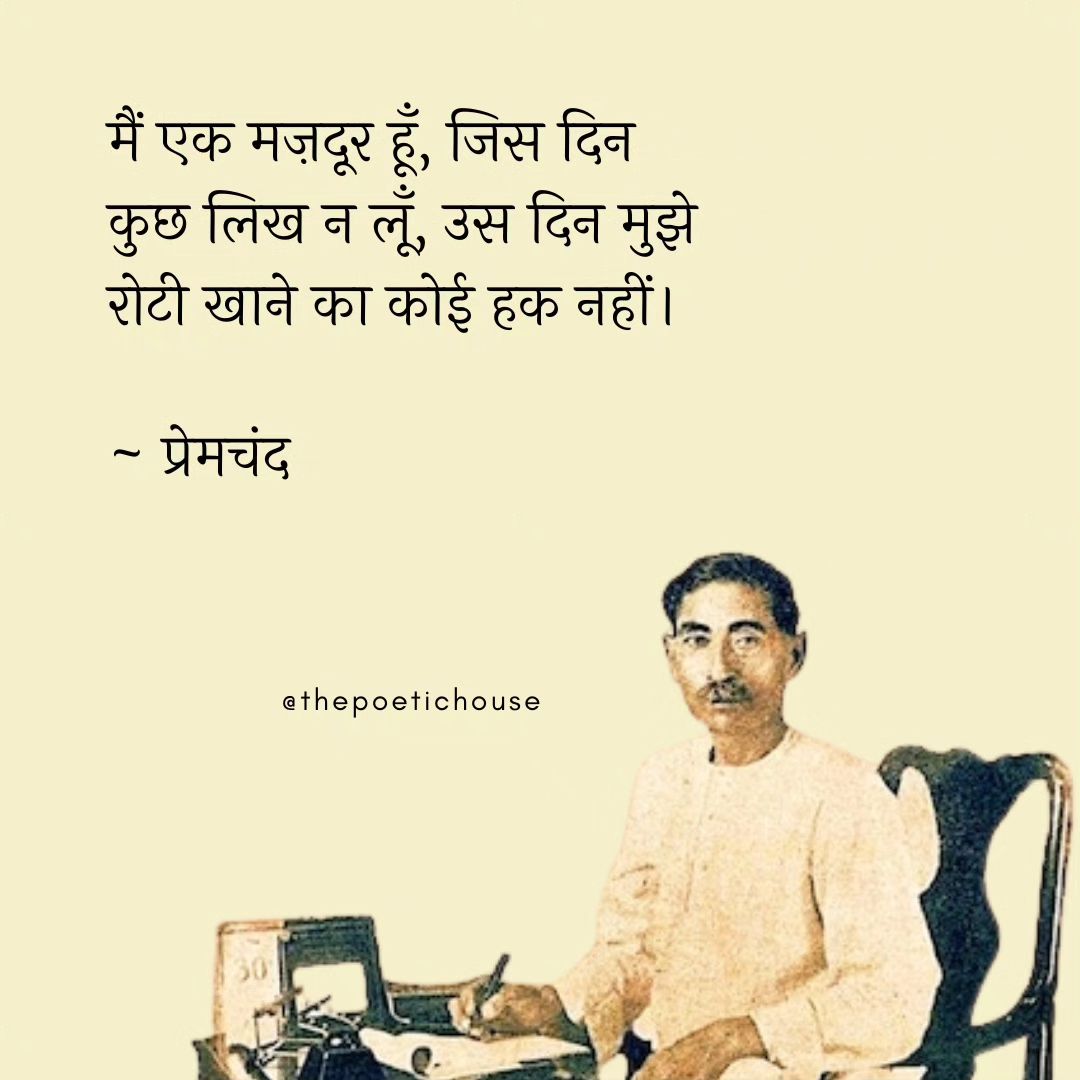 मैं एक मज़दूर हूँ, जिस दिन
कुछ लिख न लूँ, उस दिन मुझे
रोटी खाने का कोई हक नहीं।
~ प्रेमचंद
@thepoetichouse
30